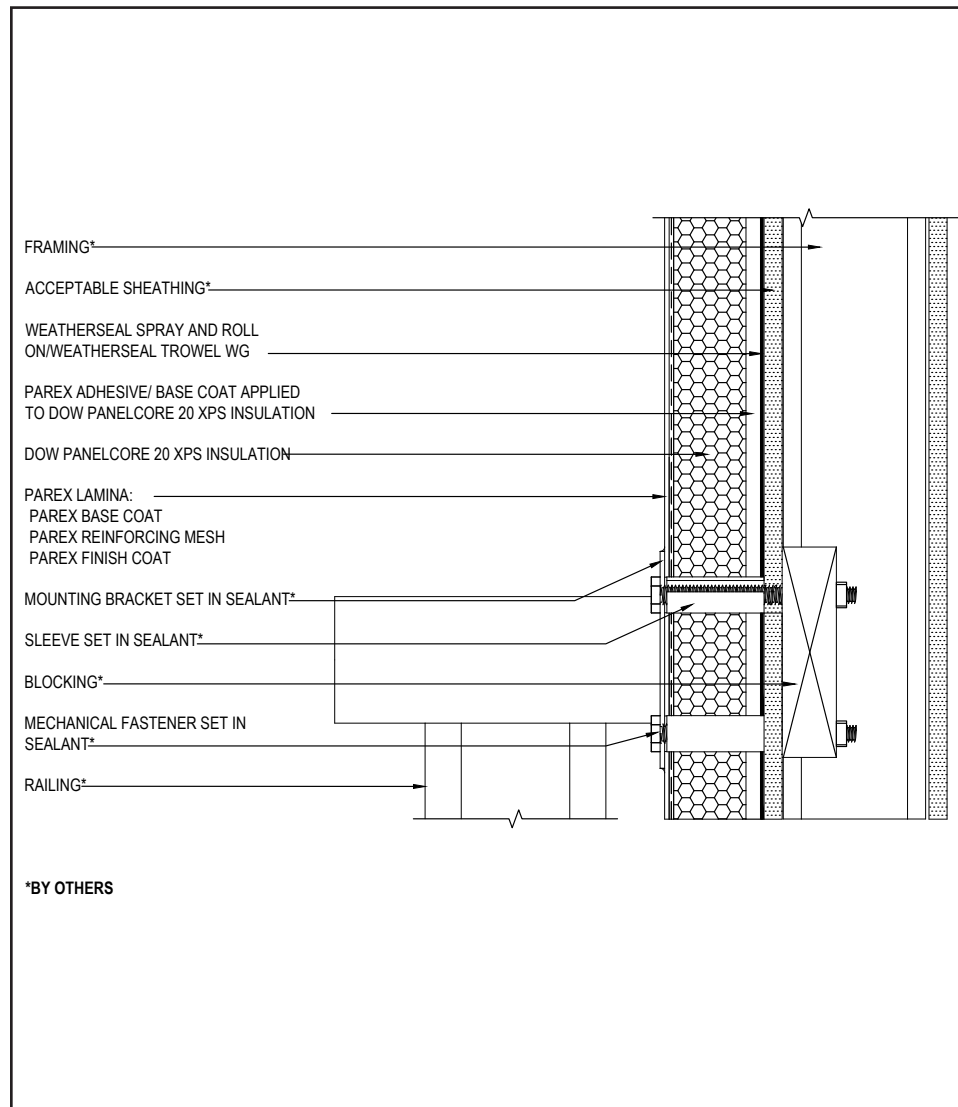 FRAMING*
ACCEPTABLE SHEATHING*
WEATHERSEAL SPRAY AND ROLL
ON/WEATHERSEAL TROWEL WG
PAREX ADHESIVE/ BASE COAT APPLIED
TO DOW PANELCORE 20 XPS INSULATION
DOW PANELCORE 20 XPS INSULATION
PAREX LAMINA:
PAREX BASE COAT
PAREX REINFORCING MESH
PAREX FINISH COAT
MOUNTING BRACKET SET IN SEALANT*
SLEEVE SET IN SEALANT*
BLOCKING*
MECHANICAL FASTENER SET IN
SEALANT*
RAILING*
*BY OTHERS